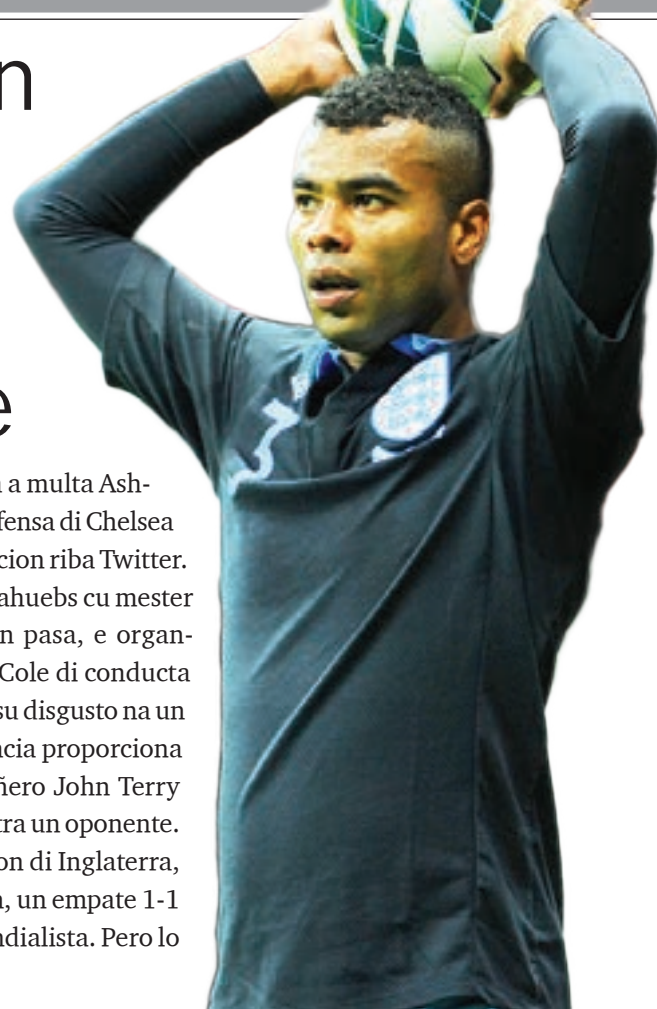 n
e
a multa Ash-
fensa di Chelsea
cion riba Twitter.
ahuebs cu mester
n pasa, e organ-
Cole di conducta
su disgusto na un
ncia proporciona
ñero John Terry
tra un oponente.
on di Inglaterra,
, un empate 1-1
ndialista. Pero lo